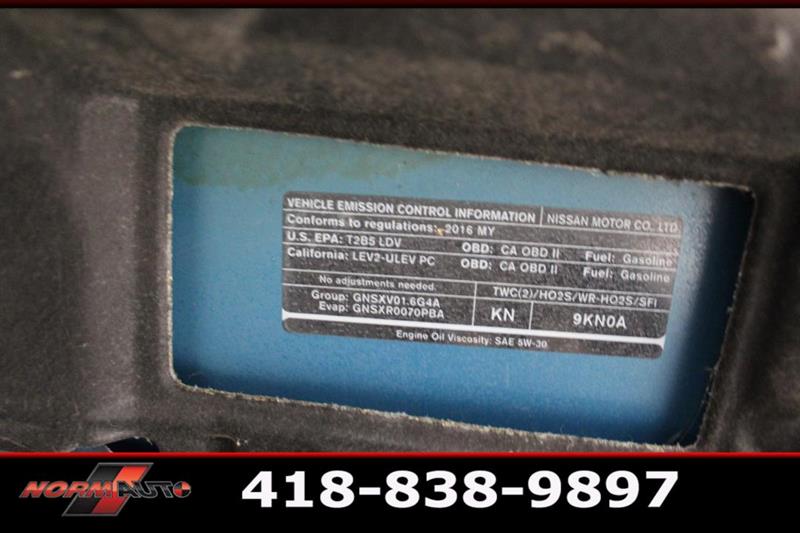 VEHICLE EMISSION CONTROL INFORMATION NISSAN MOTOR CO., LTD.
Conforms to regulations: 2016 MY
U.S. EPA: T2B5 LDV OBD: CA OBD II Fuel: Gasoline
California: LEV2-ULEV PC OBD: CA OBD II Fuel: Gasoline
No adjustments needed. TWC(2)/HO2S/WR-HO2S/SFI
Group: GNSXV01.6G4A
Evap: GNSXR0070PBA KN 9KN0A
Engine Oil Viscosity: SAE 5W-30
NORM AUTO 418-838-9897